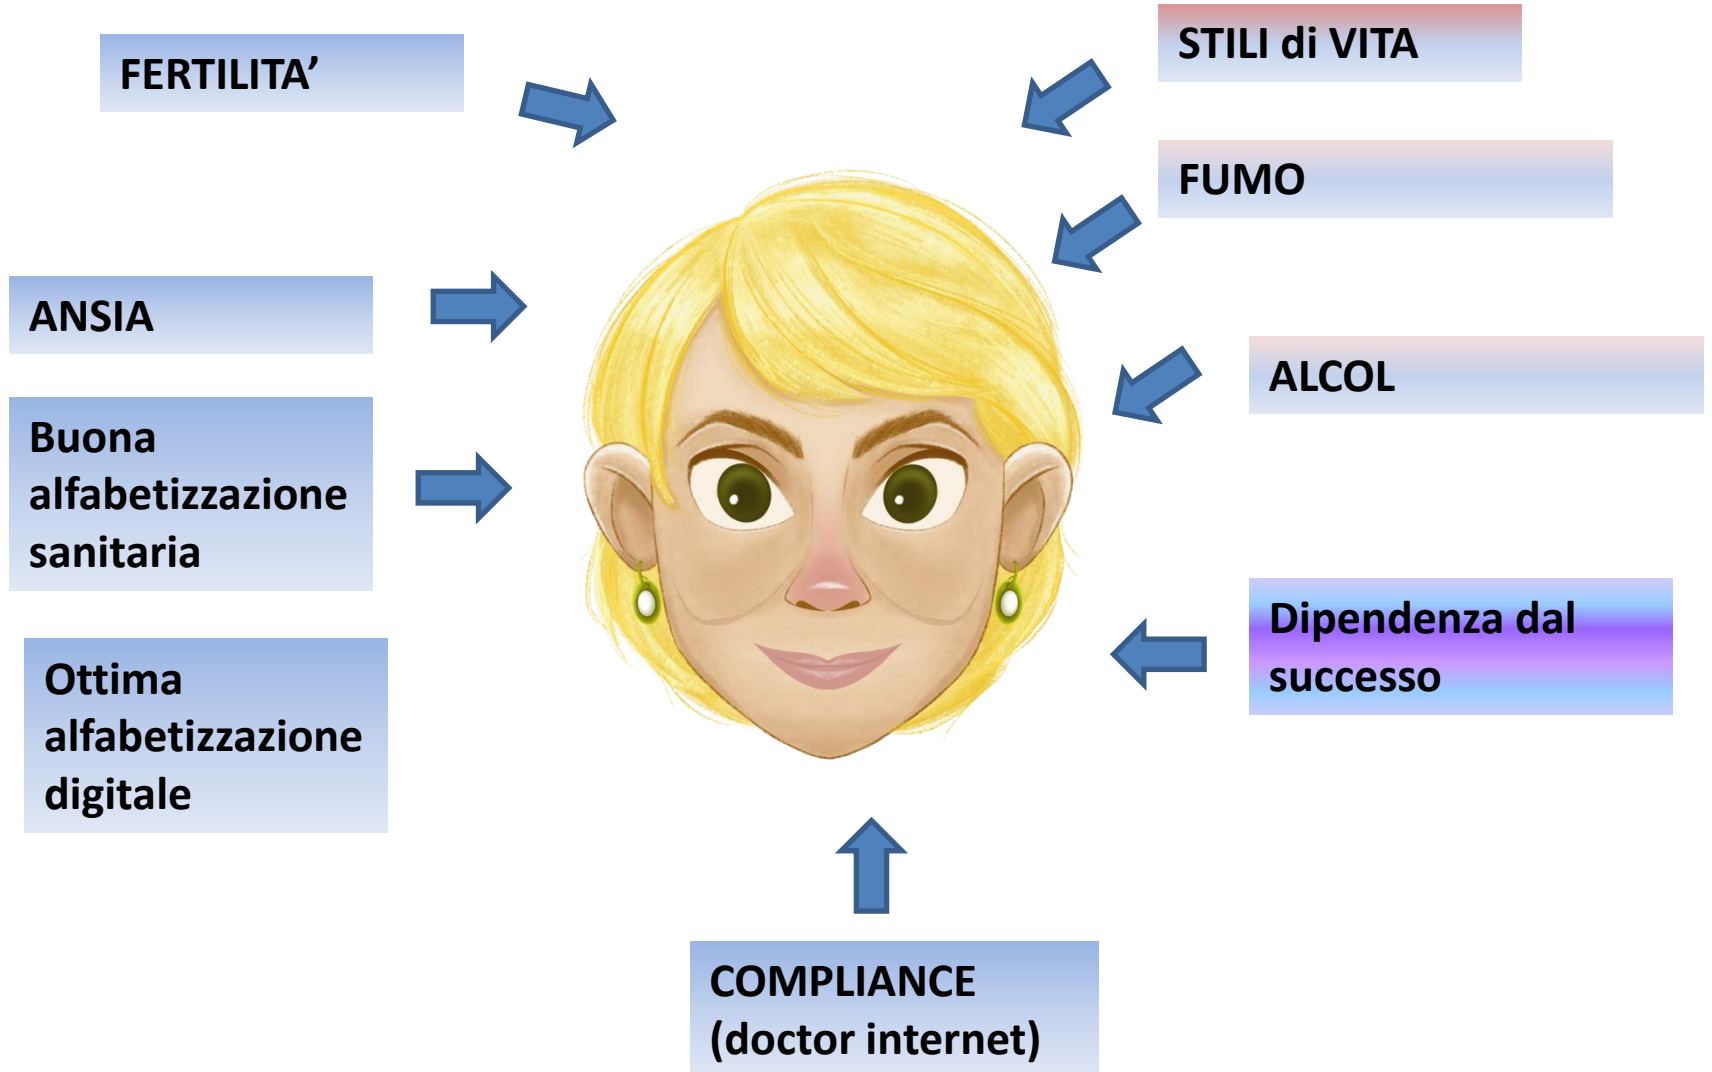 FERTILITA’
STILI di VITA
FUMO
ANSIA
ALCOL
Buona
alfabetizzazione
sanitaria
Dipendenza dal
successo
Ottima
alfabetizzazione
digitale
COMPLIANCE
(doctor internet)